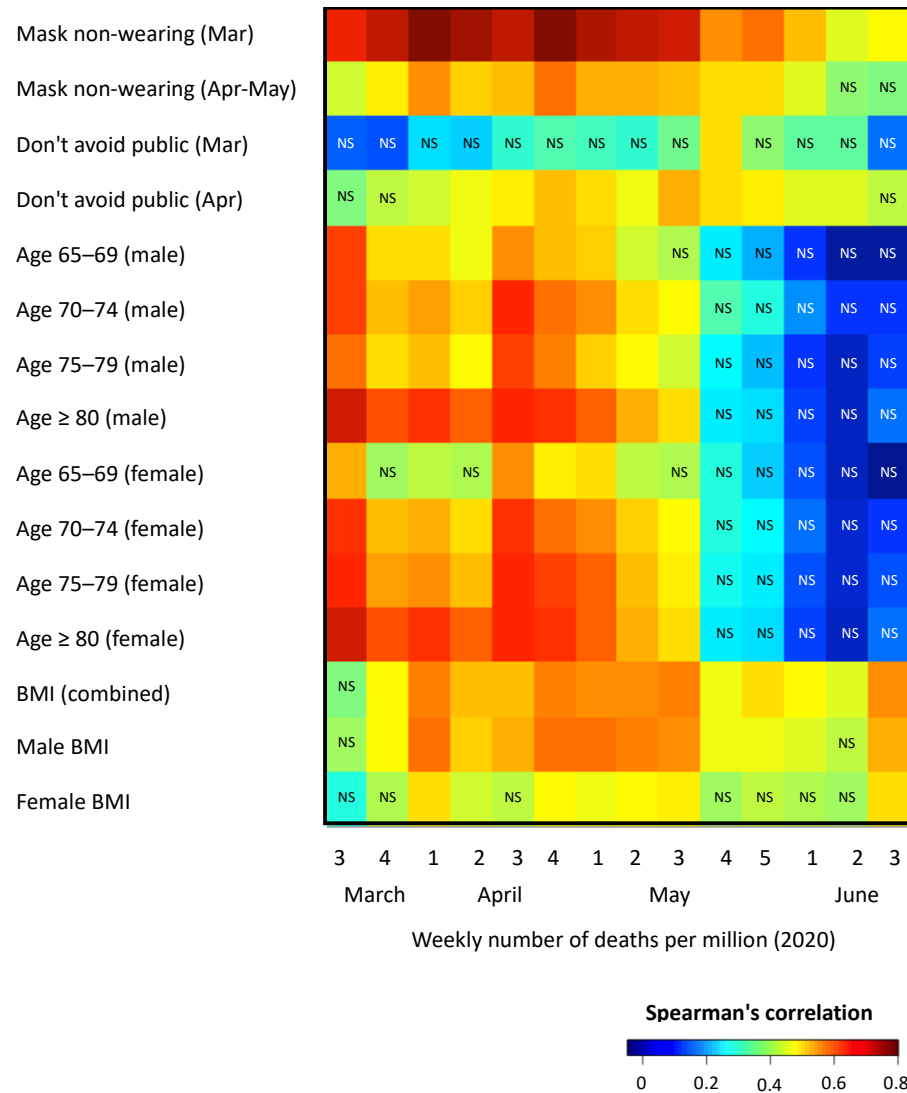 Mask non-wearing (Mar)
Mask non-wearing (Apr-May) NS NS
Don't avoid public (Mar) NS NS NS NS NS NS NS NS NS NS NS NS NS
Don't avoid public (Apr) NS NS NS
Age 65–69 (male) NS NS NS NS NS NS
Age 70–74 (male) NS NS NS NS NS
Age 75–79 (male) NS NS NS NS NS
Age ≥ 80 (male) NS NS NS NS NS
Age 65–69 (female) NS NS NS NS NS NS NS NS
Age 70–74 (female) NS NS NS NS NS
Age 75–79 (female) NS NS NS NS NS
Age ≥ 80 (female) NS NS NS NS NS
BMI (combined) NS
Male BMI NS NS
Female BMI NS NS NS NS NS NS NS
3 4 1 2 3 4 1 2 3 4 5 1 2 3
March April May June
Weekly number of deaths per million (2020)
Spearman's correlation
0 0.2 0.4 0.6 0.8